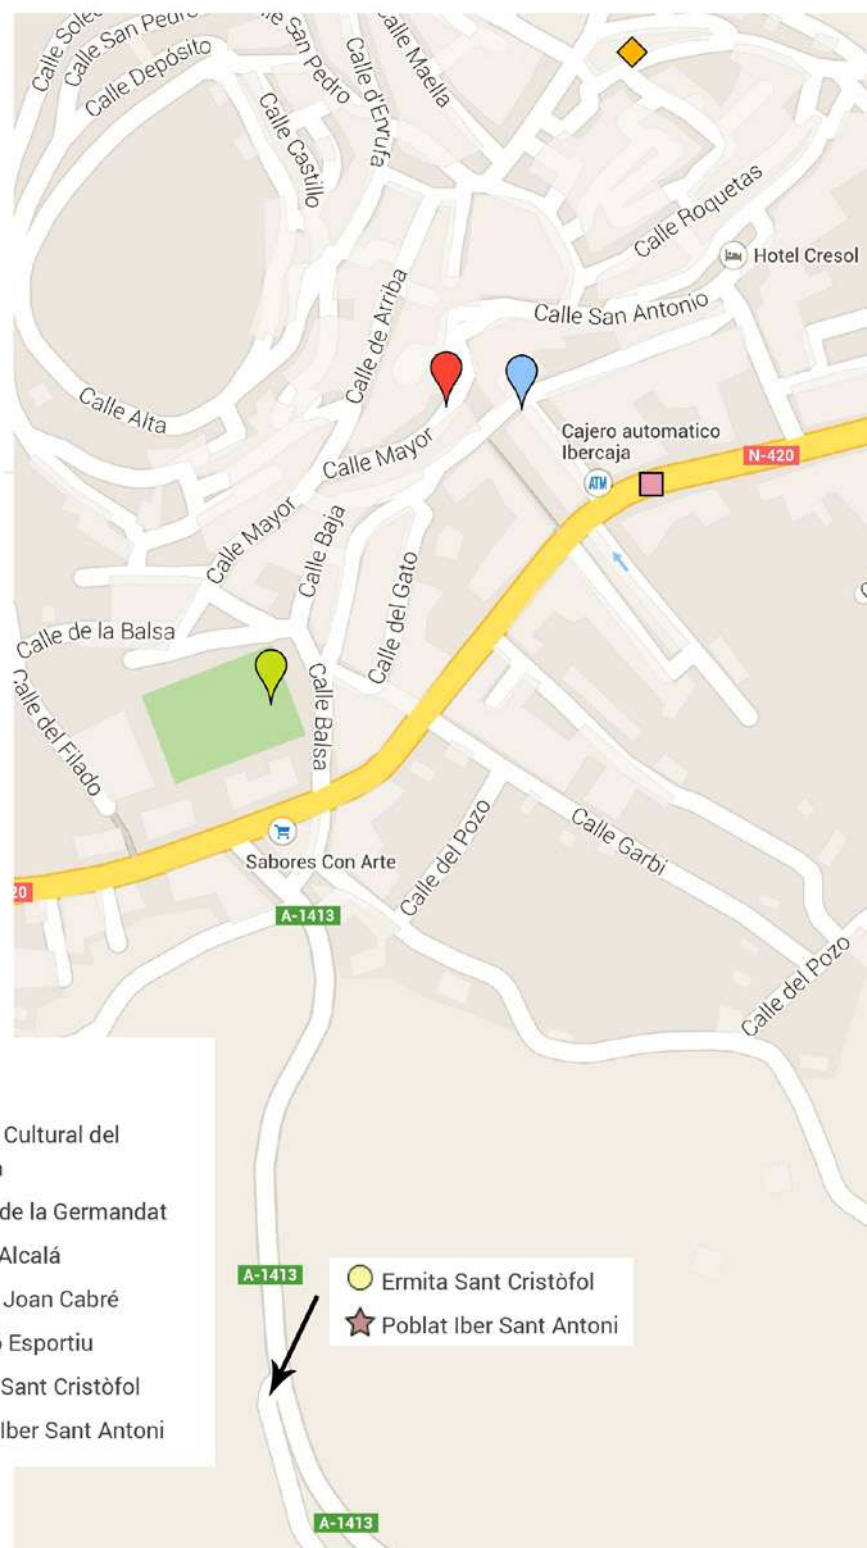 Calle San Pedro
Calle Depósito
San Pedro
Calle d'Enrufa
Calle Maella
Calle Castillo
Calle Roquetas
Hotel Cresol
Calle San Antonio
Calle de Arriba
Calle Alta
Calle Mayor
Cajero automatico
Ibercaja
N-420
ATM
Calle Mayor
Calle Baja
Calle del Gato
Calle de la Balsa
Calle del Filado
Calle Balsa
Sabores Con Arte
20
A-1413
Calle del Pozo
Calle Garbi
Calle del Pozo
Cultural del
de la Germandat
Alcalá
Joan Cabré
Esportiu
Sant Cristòfol
Iber Sant Antoni
A-1413
Ermita Sant Cristòfol
Poblat Iber Sant Antoni
A-1413